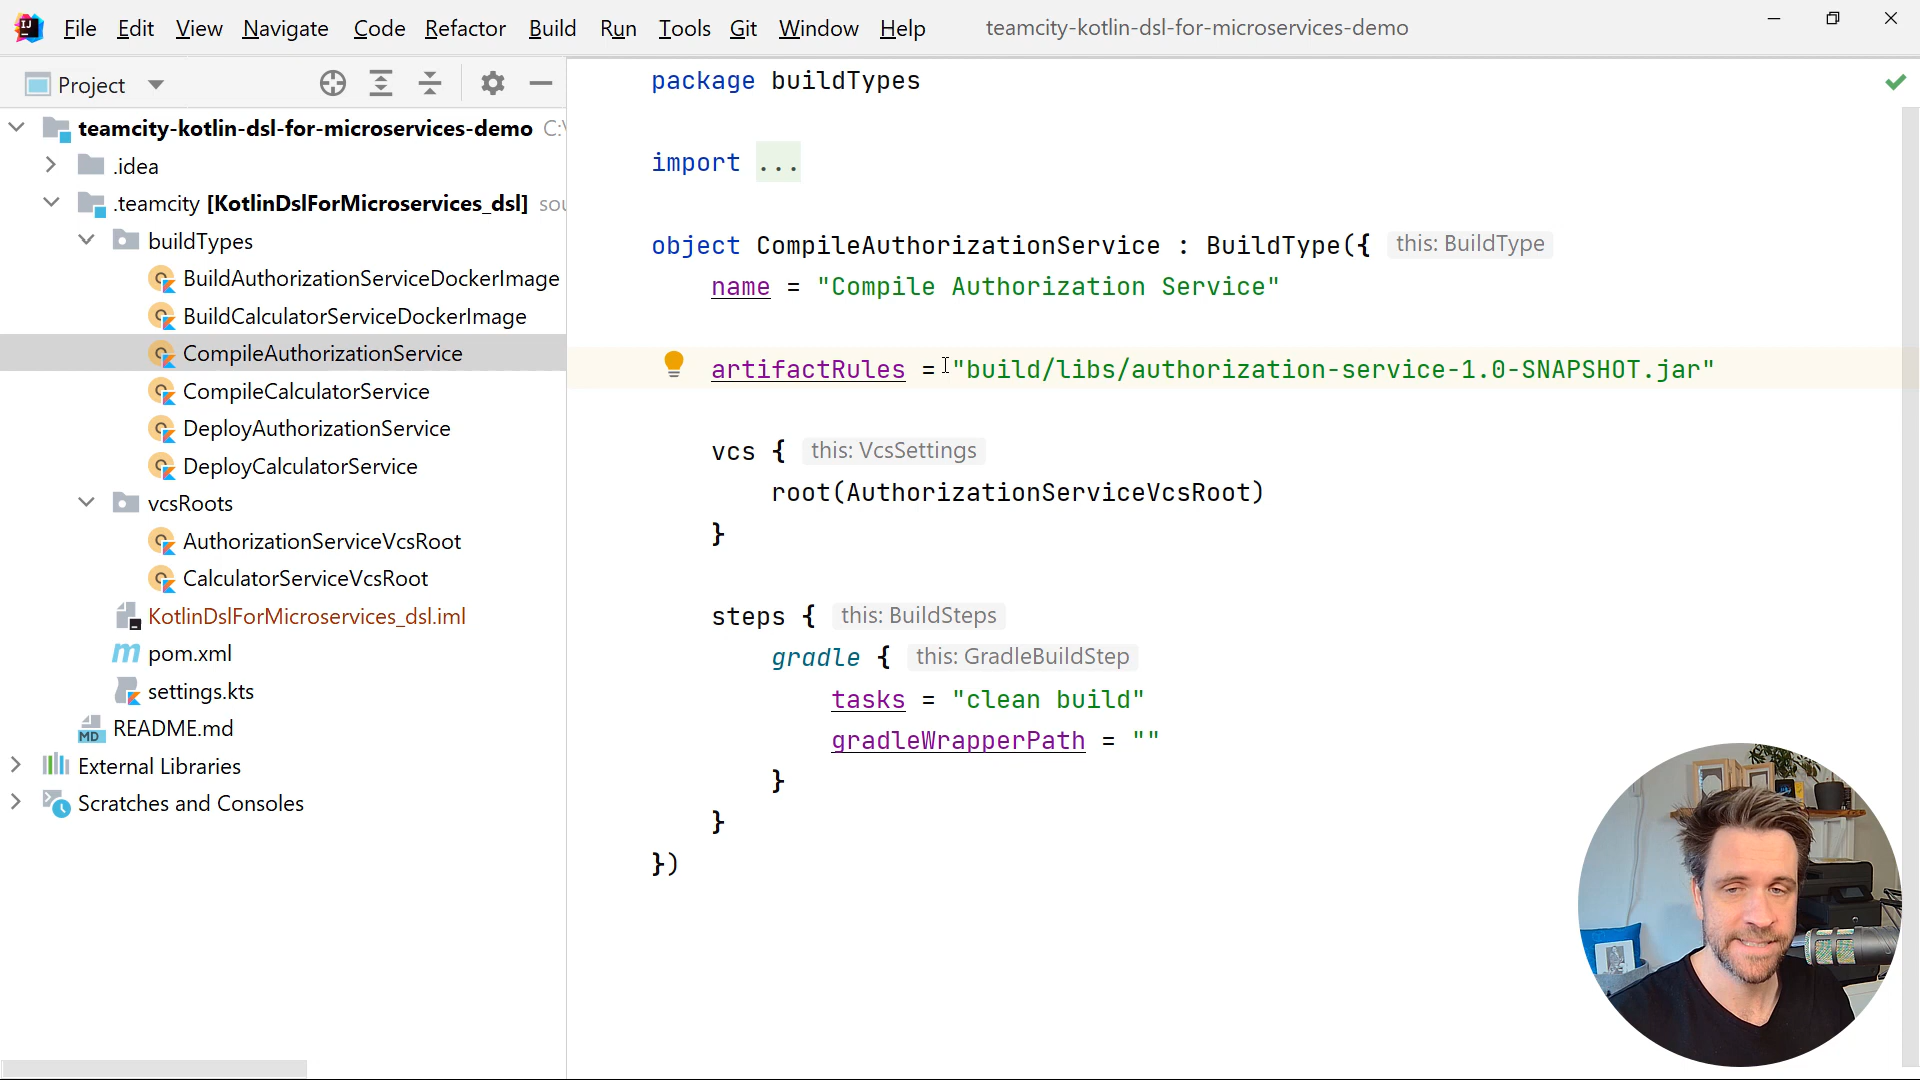 File Edit View Navigate Code Refactor Build Run Tools Git Window Help teamcity-kotlin-dsl-for-microservices-demo
Project
teamcity-kotlin-dsl-for-microservices-demo C:\
.idea
.teamcity [KotlinDslForMicroservices_dsl] sou
buildTypes
BuildAuthorizationServiceDockerImage
BuildCalculatorServiceDockerImage
CompileAuthorizationService
CompileCalculatorService
DeployAuthorizationService
DeployCalculatorService
vcsRoots
AuthorizationServiceVcsRoot
CalculatorServiceVcsRoot
KotlinDslForMicroservices_dsl.iml
pom.xml
settings.kts
README.md
External Libraries
Scratches and Consoles
package buildTypes
import ...
object CompileAuthorizationService : BuildType({ this: BuildType
name = "Compile Authorization Service"
artifactRules = "build/libs/authorization-service-1.0-SNAPSHOT.jar"
vcs { this: VcsSettings
root(AuthorizationServiceVcsRoot)
}
steps { this: BuildSteps
gradle { this: GradleBuildStep
tasks = "clean build"
gradleWrapperPath = ""
}
}
})